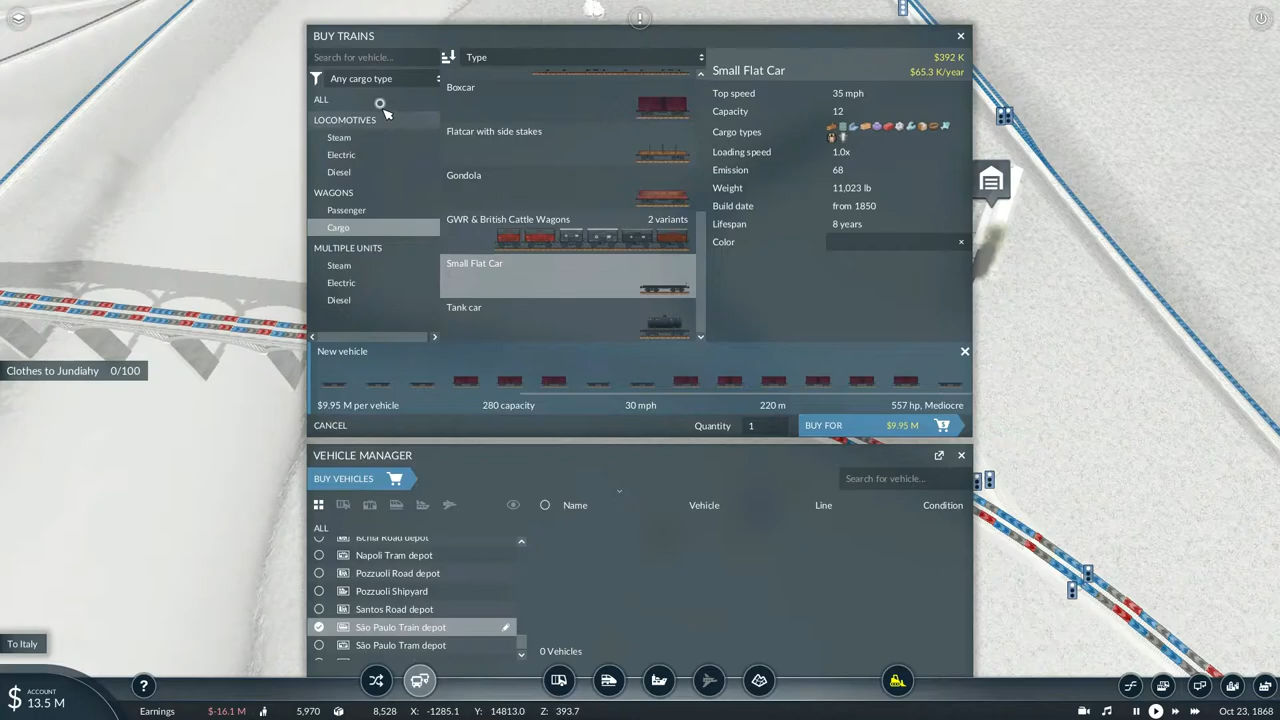 BUY TRAINS
Search for vehicle...
Type
$392 K
Any cargo type
Small Flat Car
$65.3 K/year
ALL
LOCOMOTIVES
Steam
Electric
Diesel
WAGONS
Passenger
Cargo
MULTIPLE UNITS
Steam
Electric
Diesel
Boxcar
Flatcar with side stakes
Gondola
GWR & British Cattle Wagons 2 variants
Small Flat Car
Tank car
Top speed 35 mph
Capacity 12
Cargo types
Loading speed 1.0x
Emission 68
Weight 11,023 lb
Build date from 1850
Lifespan 8 years
Color
New vehicle
$9.95 M per vehicle 280 capacity 30 mph 220 m 557 hp, Mediocre
CANCEL Quantity 1 BUY FOR $9.95 M
Clothes to Jundiahy 0/100
VEHICLE MANAGER
BUY VEHICLES
Search for vehicle...
Name Vehicle Line Condition
ALL
Ischia Road depot
Napoli Tram depot
Pozzuoli Road depot
Pozzuoli Shipyard
Santos Road depot
São Paulo Train depot
São Paulo Tram depot
0 Vehicles
To Italy
$ ACCOUNT
13.5 M
?
Earnings $-16.1 M 5,970 8,528 X: -1285.1 Y: 14813.0 Z: 393.7
Oct 23, 1868